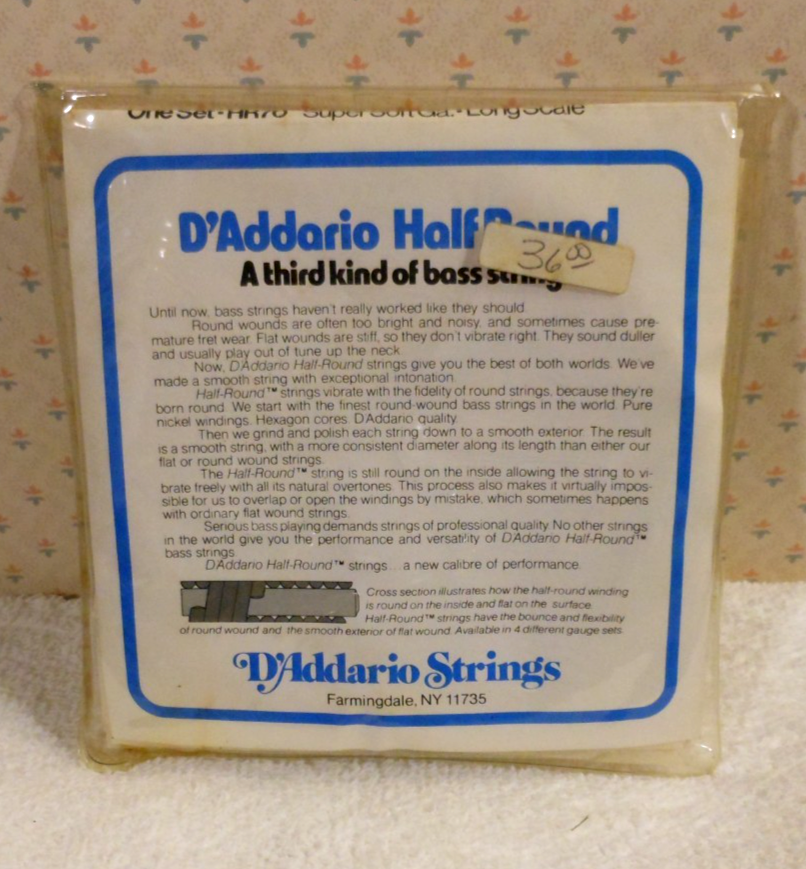 One Set • HR70 Super Soft Ga. • Long Scale
D'Addario Half Round
36 00
A third kind of bass string
Until now, bass strings haven't really worked like they should.
Round wounds are often too bright and noisy, and sometimes cause pre-
mature fret wear. Flat wounds are stiff, so they don't vibrate right. They sound duller
and usually play out of tune up the neck.
Now, D'Addario Half-Round strings give you the best of both worlds. We've
made a smooth string with exceptional intonation.
Half-Round™ strings vibrate with the fidelity of round strings, because they're
born round. We start with the finest round-wound bass strings in the world. Pure
nickel windings. Hexagon cores. D'Addario quality.
Then we grind and polish each string down to a smooth exterior. The result
is a smooth string, with a more consistent diameter along its length than either our
flat or round wound strings.
The Half-Round™ string is still round on the inside allowing the string to vi-
brate freely with all its natural overtones. This process also makes it virtually impos-
sible for us to overlap or open the windings by mistake, which sometimes happens
with ordinary flat wound strings.
Serious bass playing demands strings of professional quality. No other strings
in the world give you the performance and versatility of D'Addario Half-Round™
bass strings.
D'Addario Half-Round™ strings...a new calibre of performance.
Cross section illustrates how the half-round winding
is round on the inside and flat on the surface.
Half-Round™ strings have the bounce and flexibility
of round wound and the smooth exterior of flat wound. Available in 4 different gauge sets.
D'Addario Strings
Farmingdale, NY 11735